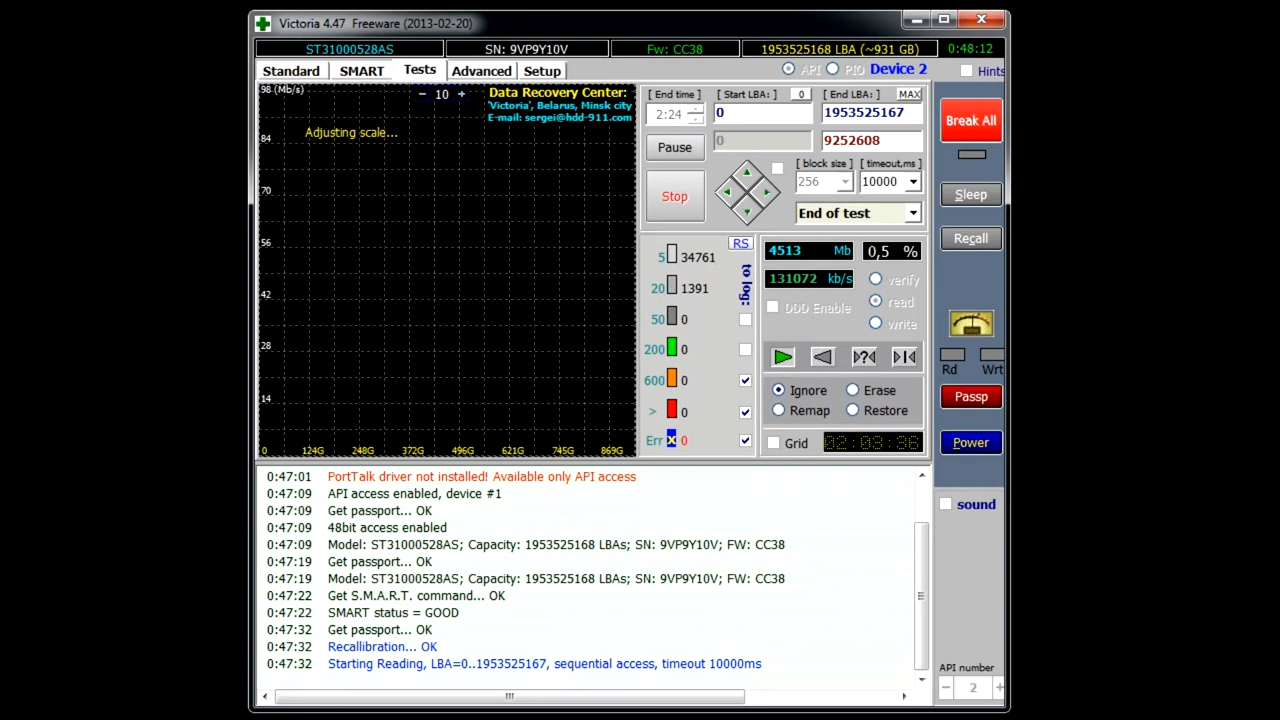 Victoria 4.47 Freeware (2013-02-20)
ST31000528AS SN: 9VP9Y10V Fw: CC38 1953525168 LBA (~931 GB) 0:48:12
Standard SMART Tests Advanced Setup API PIO Device 2 Hints
98 (Mb/s) − 10 + Data Recovery Center:
'Victoria', Belarus, Minsk city
E-mail: sergei@hdd-911.com
Adjusting scale...
84
70
56
42
28
14
0 124G 248G 372G 496G 621G 745G 869G
[ End time ] [ Start LBA: ] 0 [ End LBA: ] MAX
2:24 0 1953525167
Pause 0 9252608
[ block size ] [ timeout,ms ]
256 10000
Stop
End of test
RS
to log:
5 34761
20 1391
50 0
200 0
600 0
> 0
Err x 0
4513 Mb 0,5 %
131072 kb/s verify
DDD Enable read
write
?
Ignore Erase
Remap Restore
Grid 02:03:36
Break All
Sleep
Recall
Rd Wrt
Passp
Power
sound
API number
− 2 +
0:47:01 PortTalk driver not installed! Available only API access
0:47:09 API access enabled, device #1
0:47:09 Get passport... OK
0:47:09 48bit access enabled
0:47:09 Model: ST31000528AS; Capacity: 1953525168 LBAs; SN: 9VP9Y10V; FW: CC38
0:47:19 Get passport... OK
0:47:19 Model: ST31000528AS; Capacity: 1953525168 LBAs; SN: 9VP9Y10V; FW: CC38
0:47:22 Get S.M.A.R.T. command... OK
0:47:22 SMART status = GOOD
0:47:32 Get passport... OK
0:47:32 Recallibration... OK
0:47:32 Starting Reading, LBA=0..1953525167, sequential access, timeout 10000ms